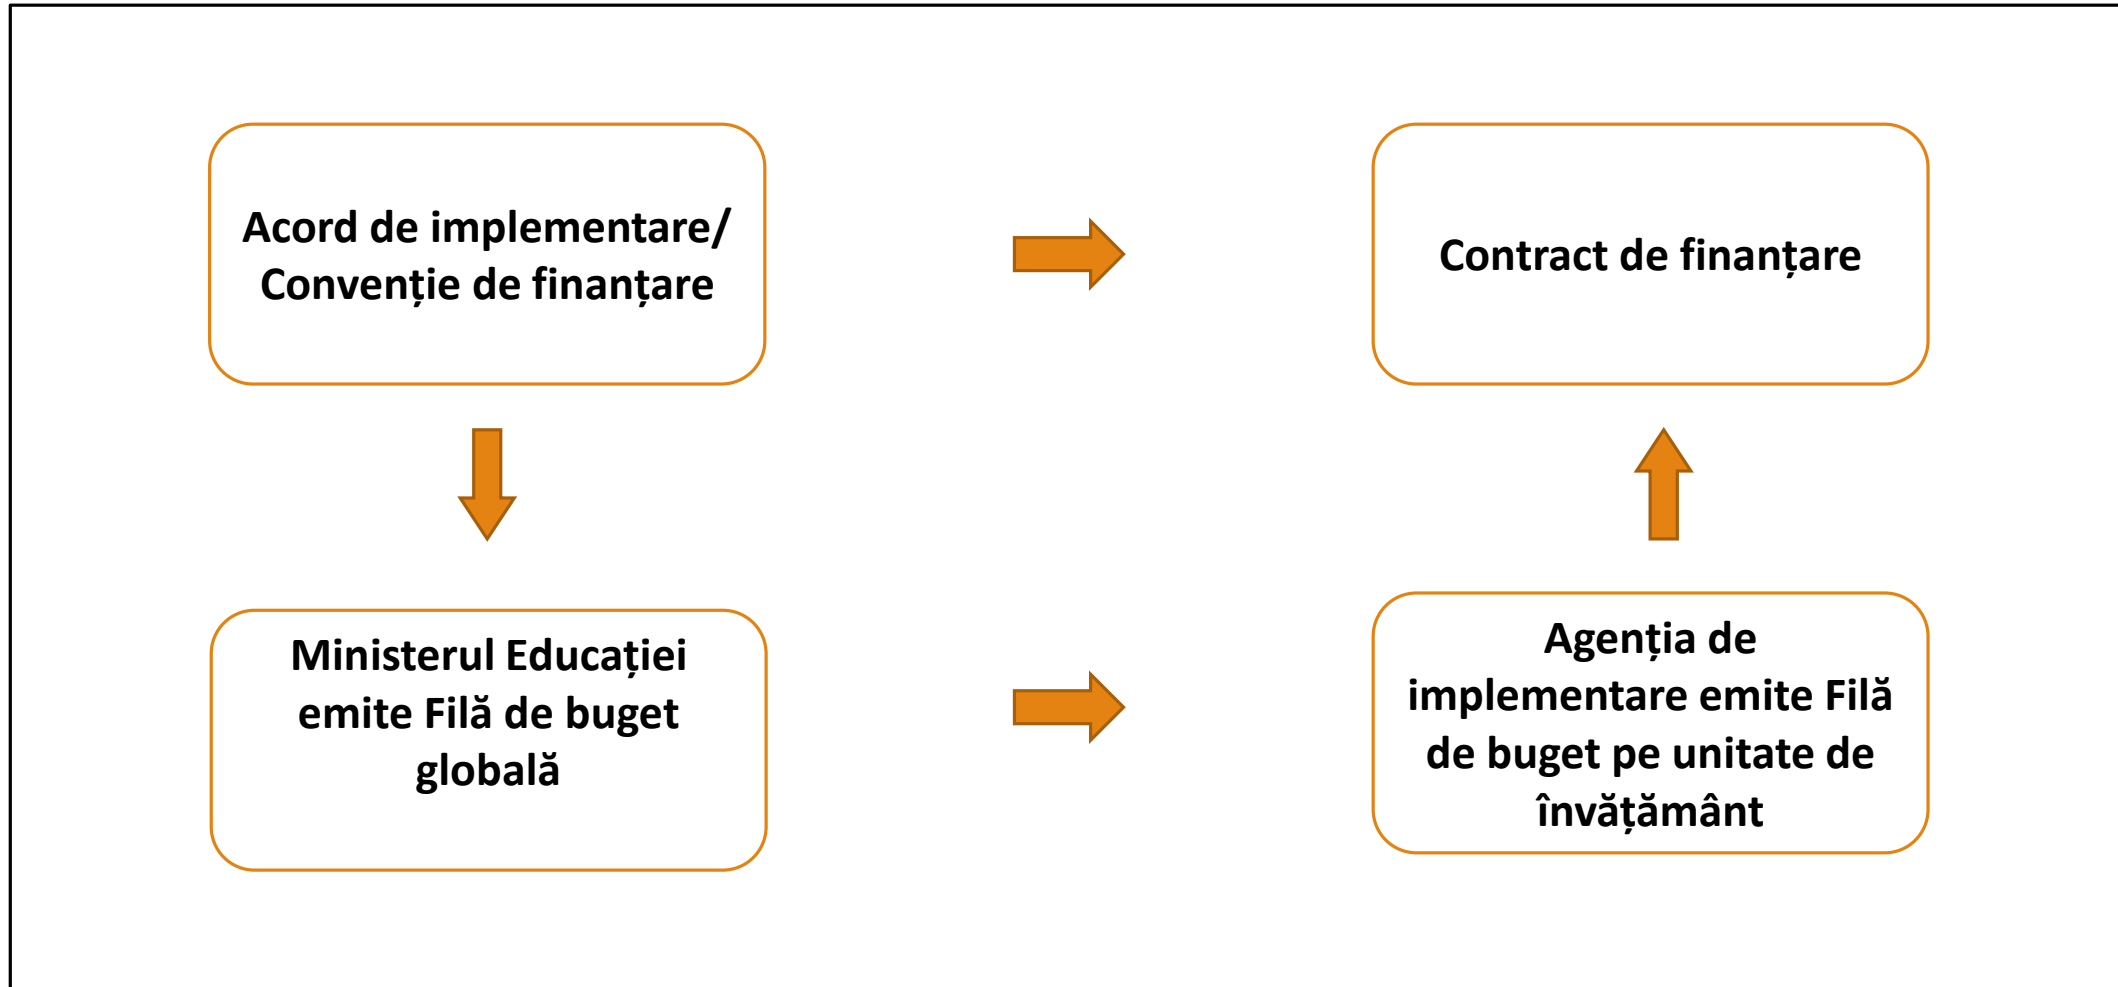 Acord de implementare/
Convenție de finanțare
Contract de finanțare
Ministerul Educației
emite Filă de buget
globală
Agenția de
implementare emite Filă
de buget pe unitate de
învățământ